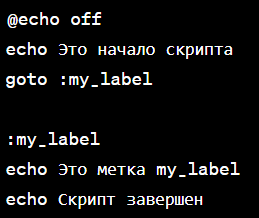 @echo off
echo Это начало скрипта
goto :my_label
:my_label
echo Это метка my_label
echo Скрипт завершен